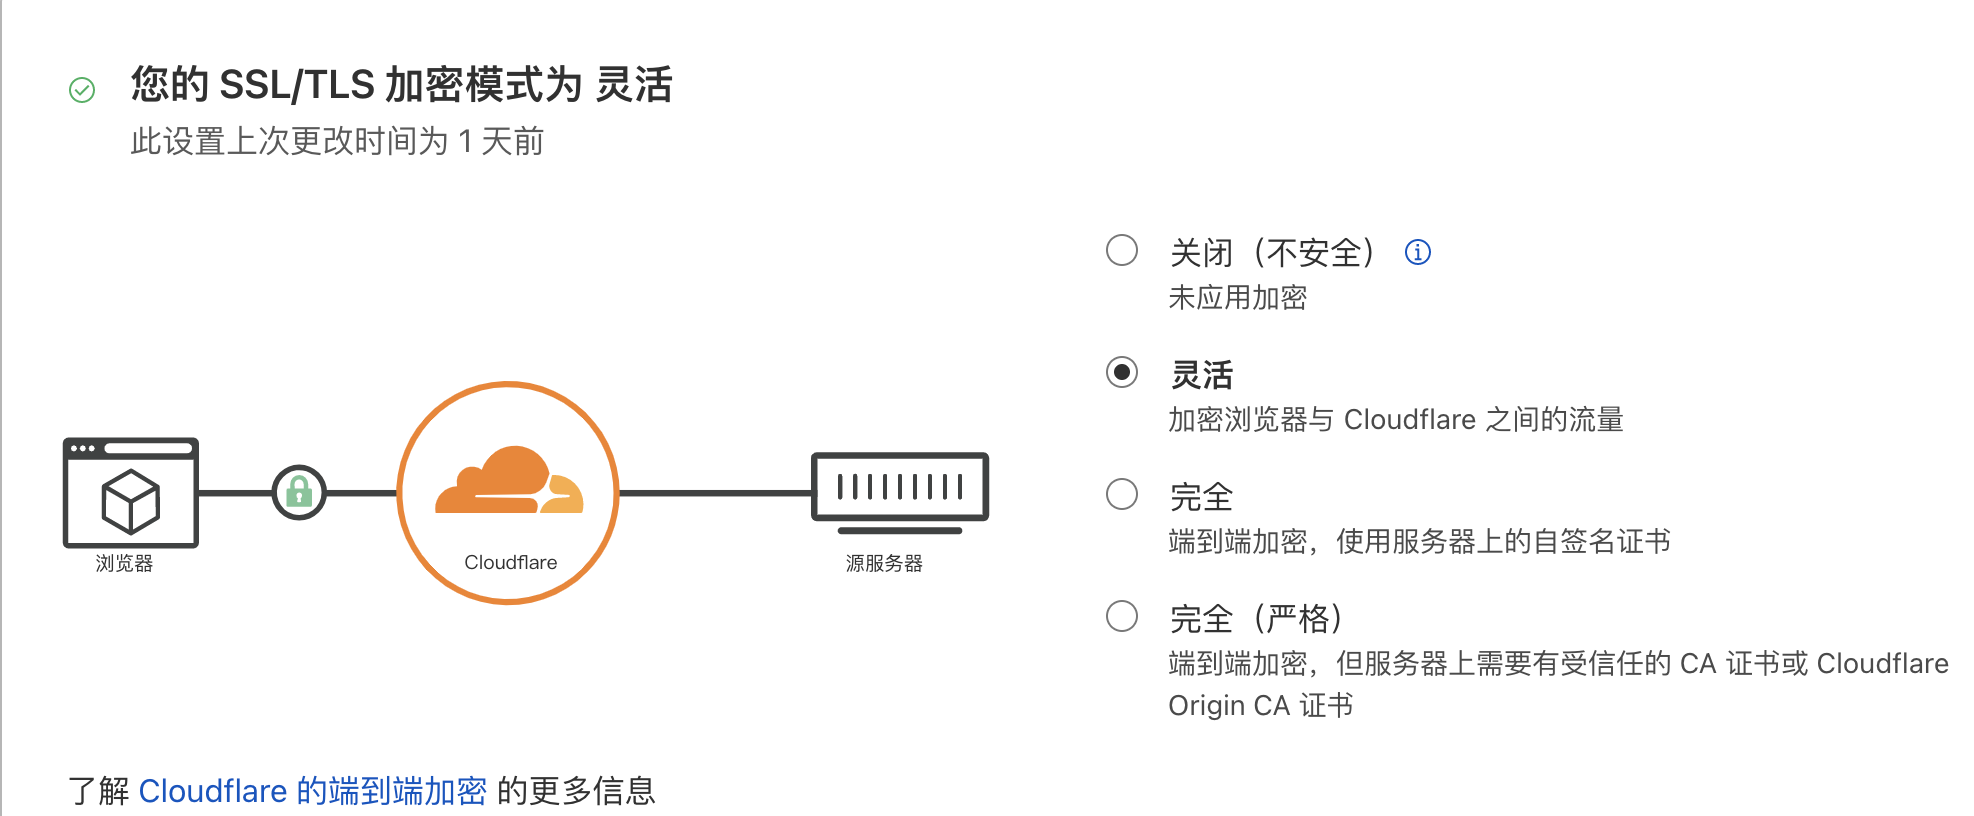 您的 SSL/TLS 加密模式为 灵活
此设置上次更改时间为 1 天前
浏览器
Cloudflare
源服务器
关闭（不安全）
未应用加密
灵活
加密浏览器与 Cloudflare 之间的流量
完全
端到端加密，使用服务器上的自签名证书
完全（严格）
端到端加密，但服务器上需要有受信任的 CA 证书或 Cloudflare
Origin CA 证书
了解 Cloudflare 的端到端加密 的更多信息